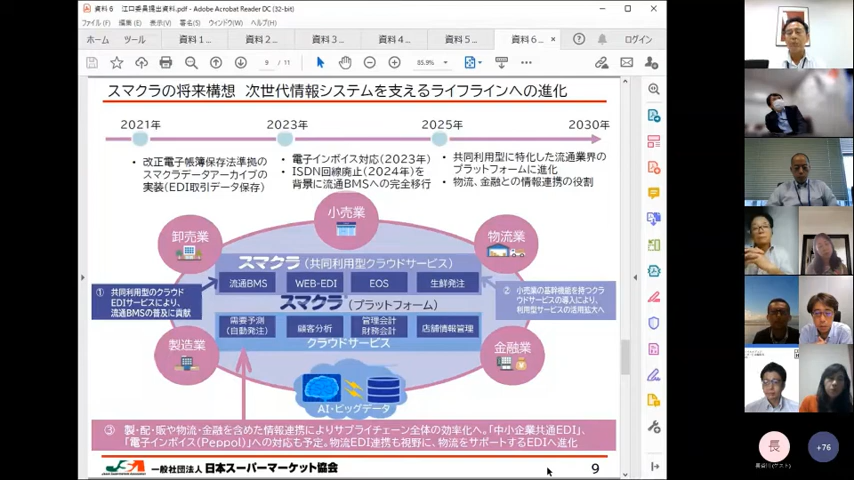 資料６ 江口委員提出資料.pdf - Adobe Acrobat Reader DC (32-bit)
ファイル(F) 編集(E) 表示(V) 署名(S) ウィンドウ(W) ヘルプ(H)
ホーム ツール 資料１... 資料２... 資料３... 資料４... 資料５... 資料６... × ログイン
9 / 11 85.9%
スマクラの将来構想 次世代情報システムを支えるライフラインへの進化
2021年 2023年 2025年 2030年
・改正電子帳簿保存法準拠の
スマクラデータアーカイブの
実装(EDI取引データ保存)
・電子インボイス対応(2023年)
・ISDN回線廃止(2024年)を
背景に流通BMSへの完全移行
・共同利用型に特化した流通業界の
プラットフォームに進化
・物流、金融との情報連携の役割
小売業
卸売業
物流業
スマクラ(共同利用型クラウドサービス)
流通BMS WEB-EDI EOS 生鮮発注
① 共同利用型のクラウド
EDIサービスにより、
流通BMSの普及に貢献
② 小売業の基幹機能を持つクラ
ウドサービスの導入により、
利用型サービスの活用拡大へ
スマクラ(プラットフォーム)
需要予測
(自動発注)
顧客分析
管理会計
財務会計
店舗情報管理
クラウドサービス
製造業
金融業
AI・ビッグデータ
③ 製・配・販や物流・金融を含めた情報連携によりサプライチェーン全体の効率化へ。「中小企業共通EDI」、
「電子インボイス(Peppol)」への対応も予定。物流EDI連携も視野に、物流をサポートするEDIへ進化
一般社団法人 日本スーパーマーケット協会
9
長
+76